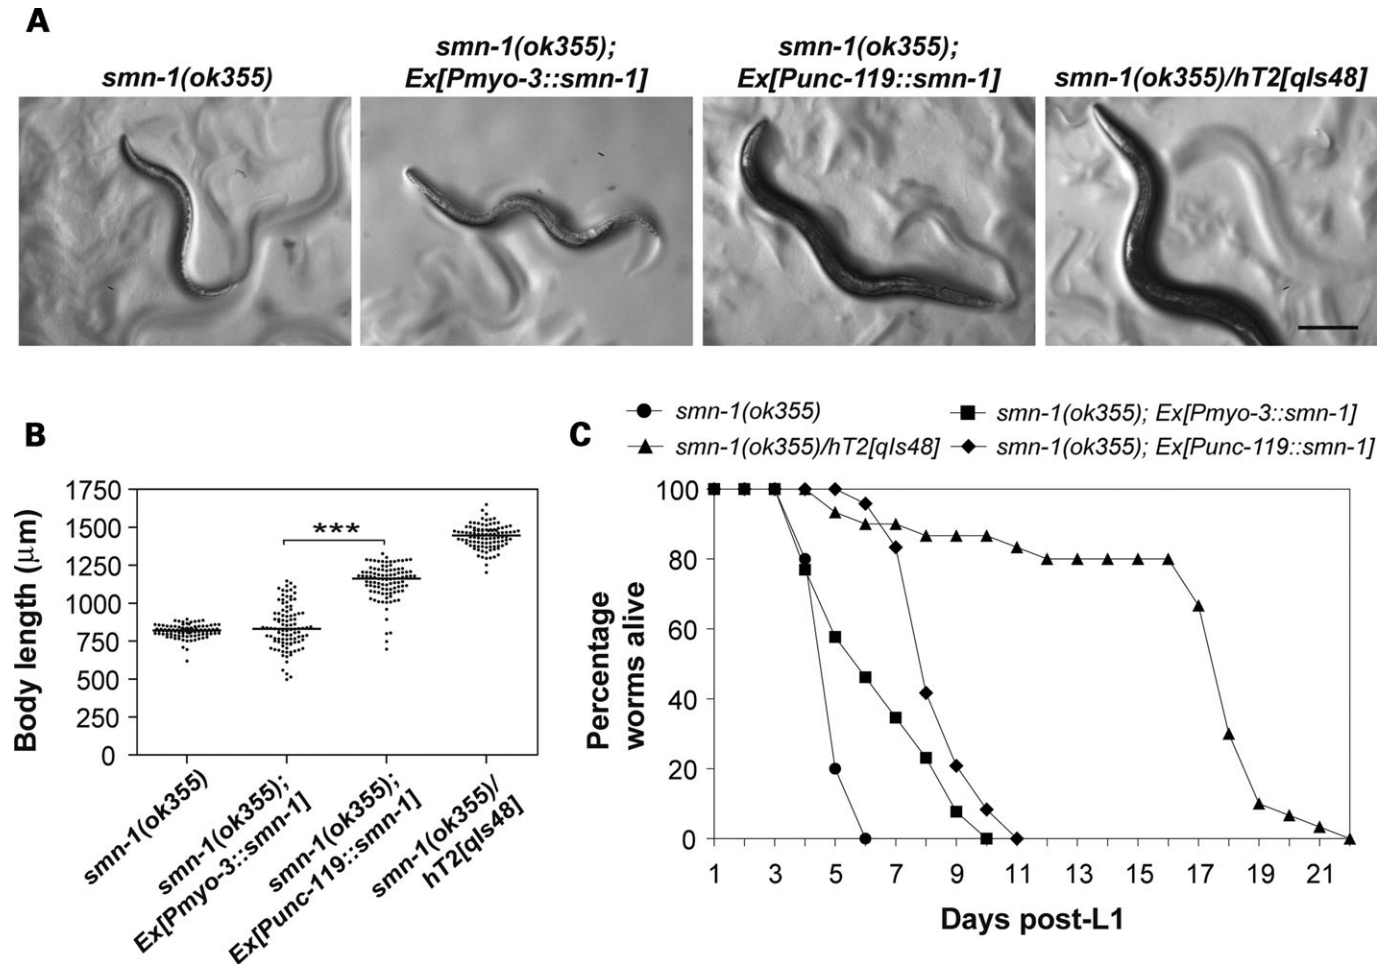 A
smn-1(ok355)
smn-1(ok355);
Ex[Pmyo-3::smn-1]
smn-1(ok355);
Ex[Punc-119::smn-1]
smn-1(ok355)/hT2[qIs48]
B
Body length (μm)
1750
1500
1250
1000
750
500
250
0
***
smn-1(ok355)
smn-1(ok355);
Ex[Pmyo-3::smn-1]
smn-1(ok355);
Ex[Punc-119::smn-1]
smn-1(ok355)/
hT2[qIs48]
C
smn-1(ok355)
smn-1(ok355); Ex[Pmyo-3::smn-1]
smn-1(ok355)/hT2[qIs48]
smn-1(ok355); Ex[Punc-119::smn-1]
Percentage
worms alive
100
80
60
40
20
0
1 3 5 7 9 11 13 15 17 19 21
Days post-L1